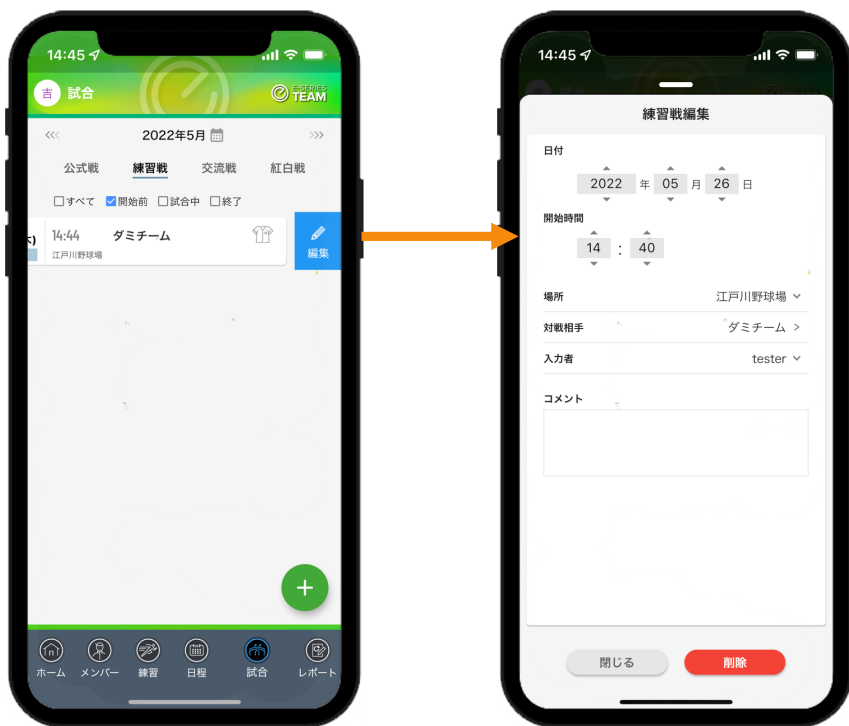 14:45
吉 試合
E-SERIES
TEAM
<<< 2022年5月 >>>
公式戦 練習戦 交流戦 紅白戦
すべて 開始前 試合中 終了
14:44 ダミチーム
江戸川野球場
編集
+
ホーム メンバー 練習 日程 試合 レポート
14:45
練習戦編集
日付
2022 年 05 月 26 日
開始時間
14 : 40
場所 江戸川野球場
対戦相手 ダミチーム >
入力者 tester
コメント
閉じる 削除